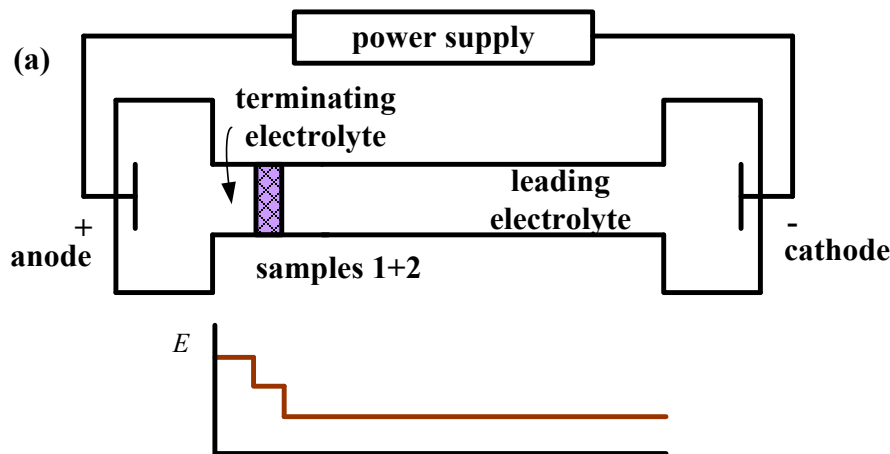 power supply
(a)
terminating
electrolyte
leading
electrolyte
+
anode
-
cathode
samples 1+2
E